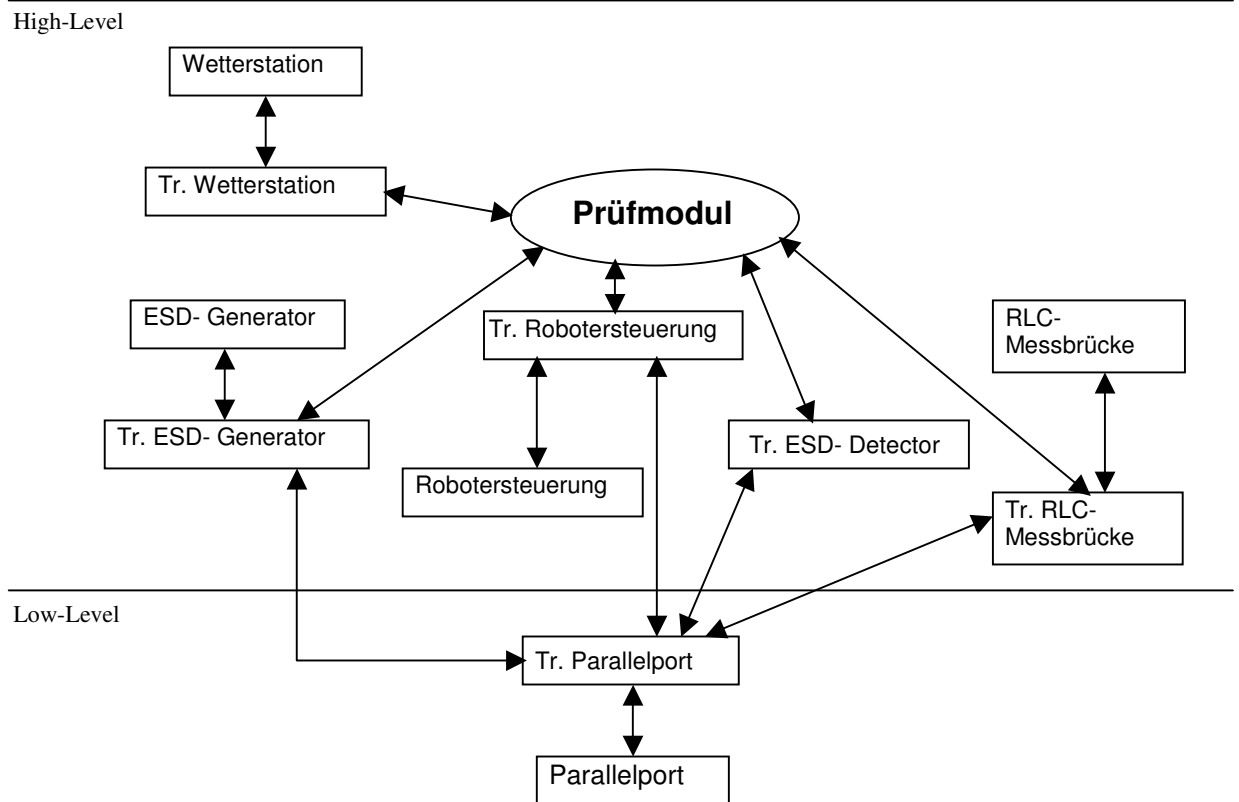 High-Level
Wetterstation
Tr. Wetterstation
Prüfmodul
ESD- Generator
Tr. Robotersteuerung
RLC-
Messbrücke
Tr. ESD- Generator
Tr. ESD- Detector
Robotersteuerung
Tr. RLC-
Messbrücke
Low-Level
Tr. Parallelport
Parallelport